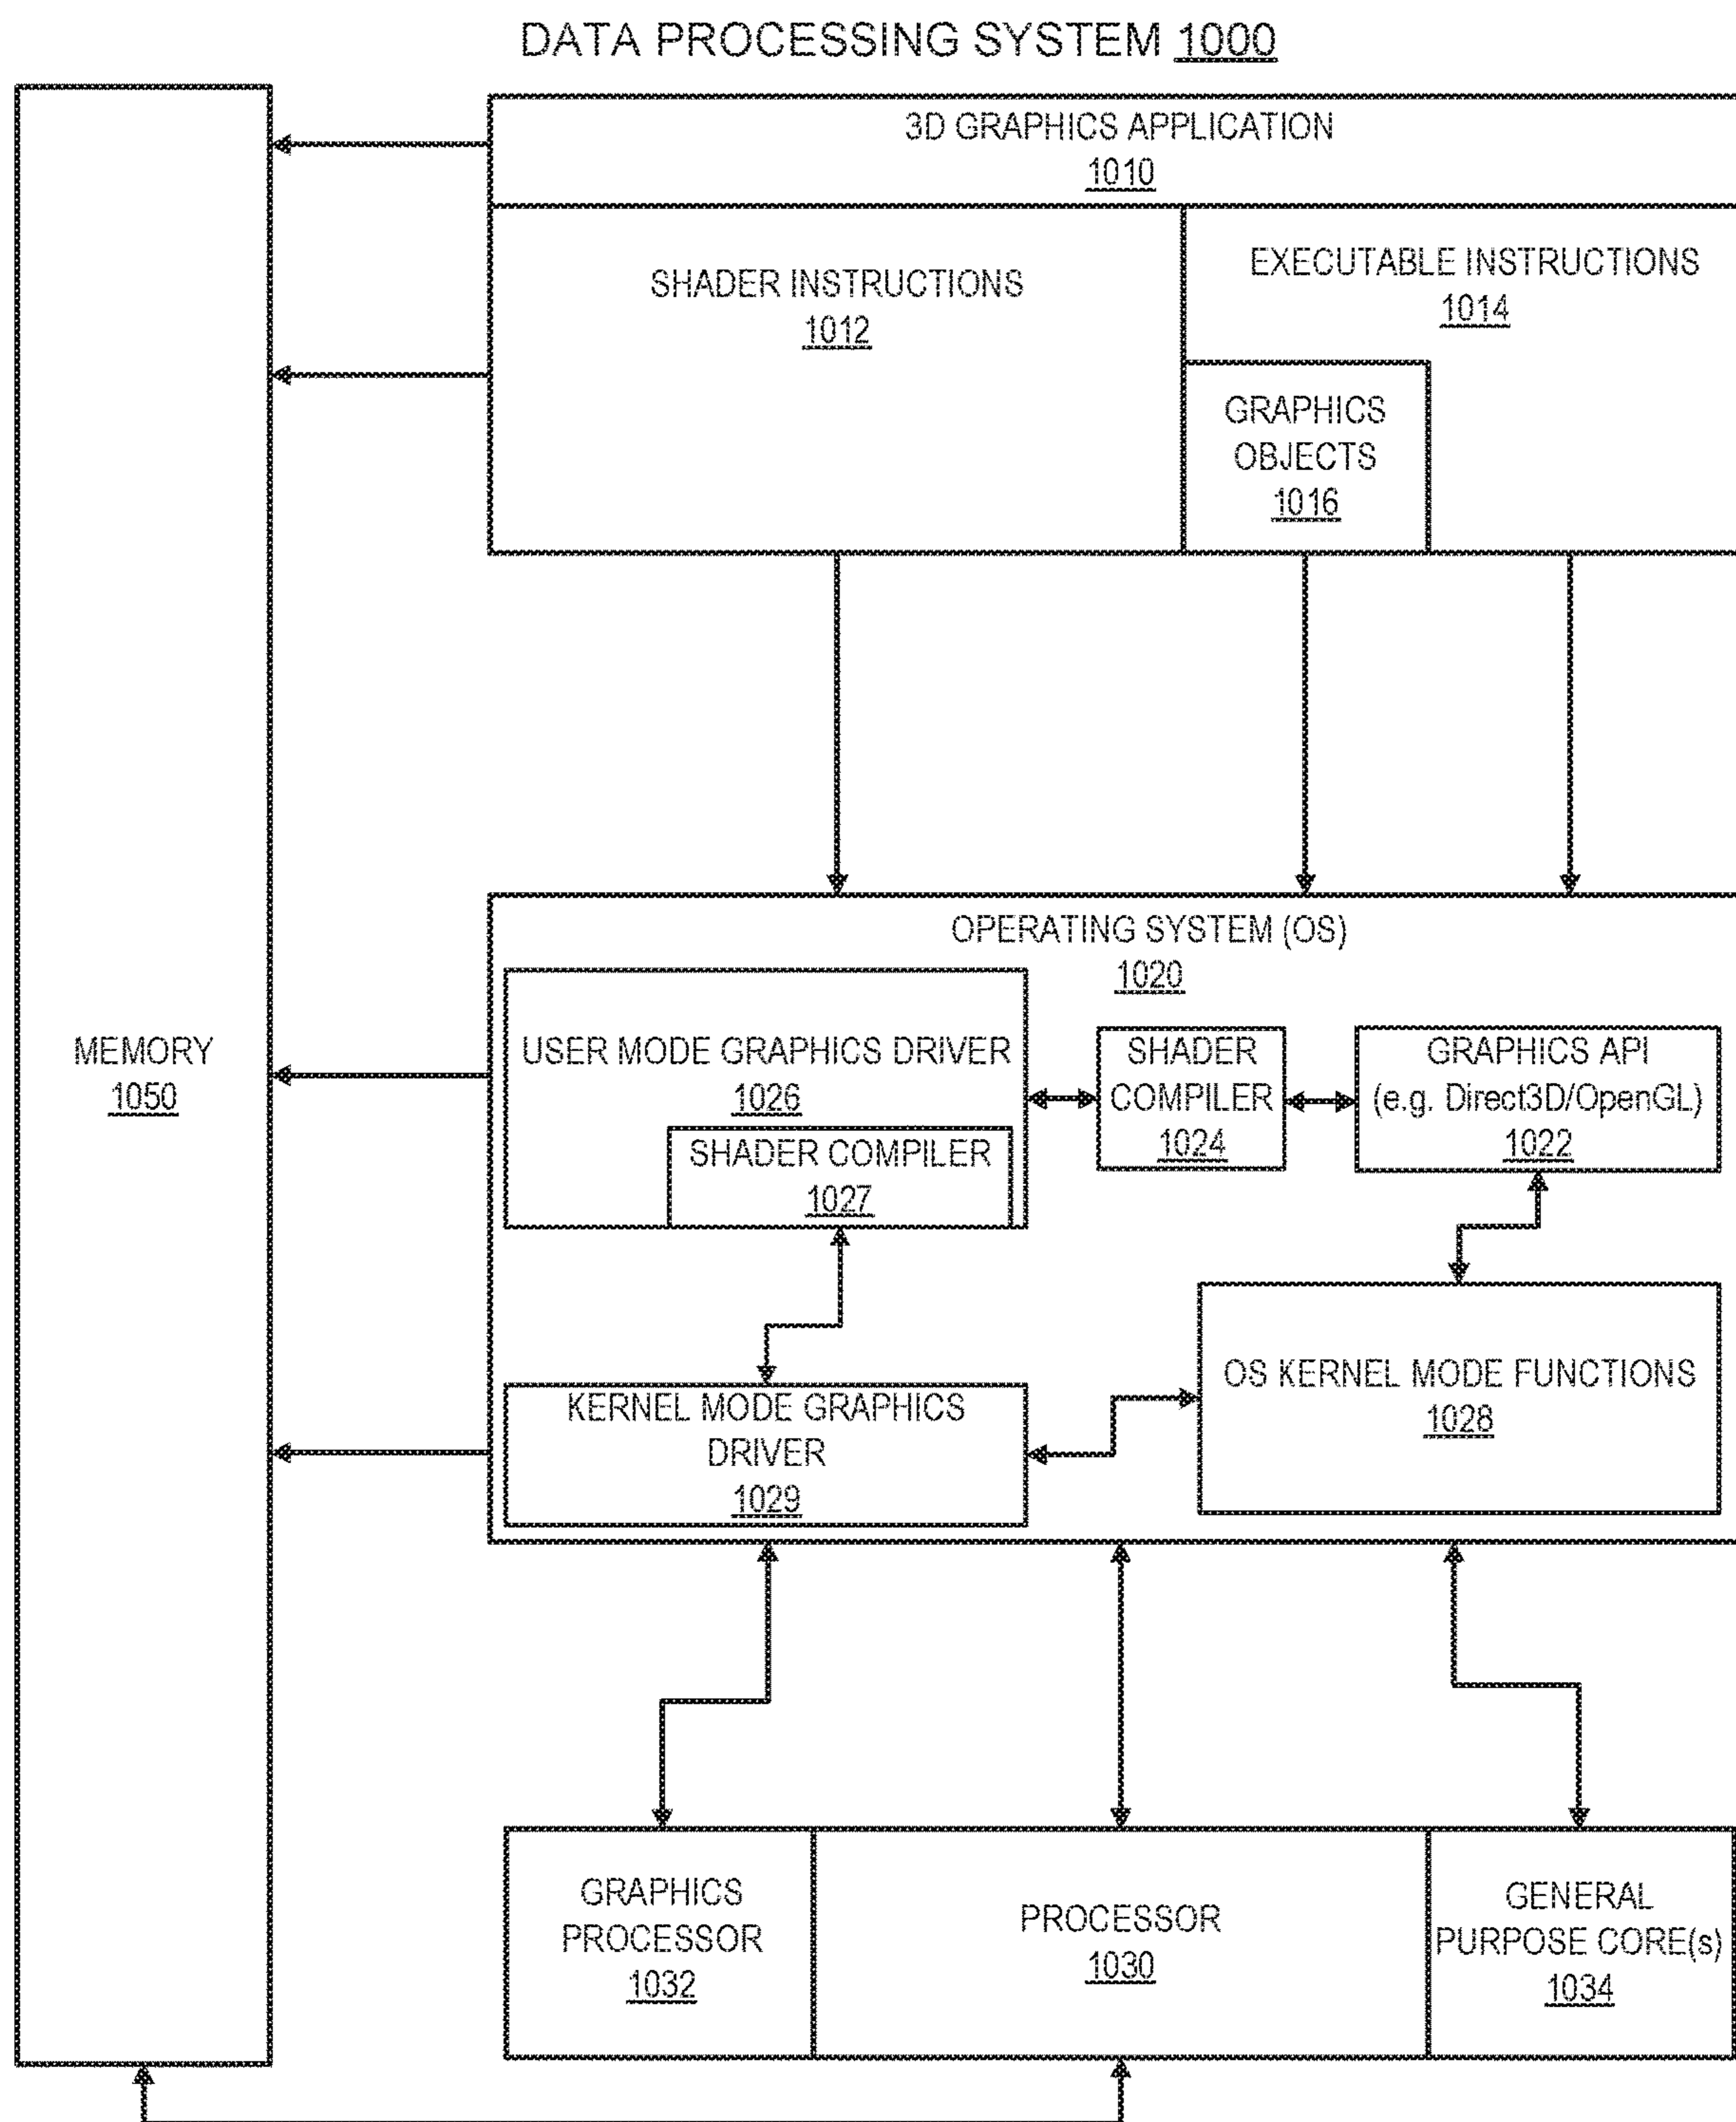 DATA PROCESSING SYSTEM 1000
3D GRAPHICS APPLICATION
1010
SHADER INSTRUCTIONS
1012
EXECUTABLE INSTRUCTIONS
1014
GRAPHICS
OBJECTS
1016
MEMORY
1050
OPERATING SYSTEM (OS)
1020
USER MODE GRAPHICS DRIVER
1026
SHADER COMPILER
1027
SHADER
COMPILER
1024
GRAPHICS API
(e.g. Direct3D/OpenGL)
1022
KERNEL MODE GRAPHICS
DRIVER
1029
OS KERNEL MODE FUNCTIONS
1028
GRAPHICS
PROCESSOR
1032
PROCESSOR
1030
GENERAL
PURPOSE CORE(s)
1034